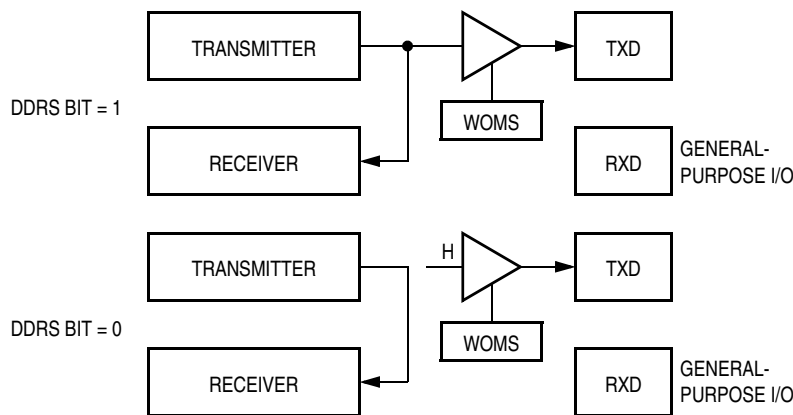 TRANSMITTER
TXD
DDRS BIT = 1
WOMS
RECEIVER
RXD
GENERAL-
PURPOSE I/O
TRANSMITTER
H
TXD
DDRS BIT = 0
WOMS
RECEIVER
RXD
GENERAL-
PURPOSE I/O